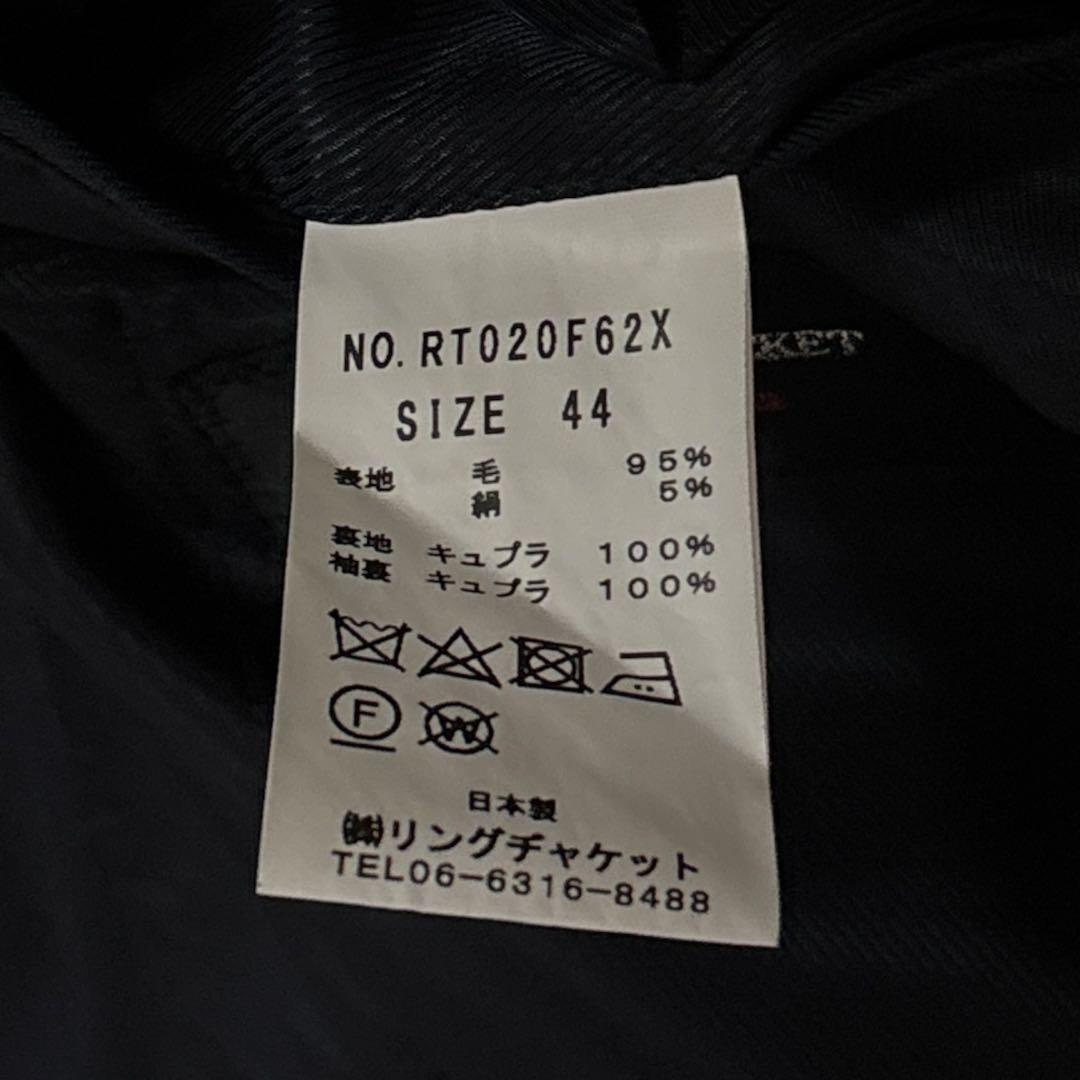 NO. RT020F62X
KET
SIZE 44
表地 毛 95%
絹 5%
裏地 キュプラ 100%
袖裏 キュプラ 100%
F W
日本製
㈱リングヂャケット
TEL06-6316-8488